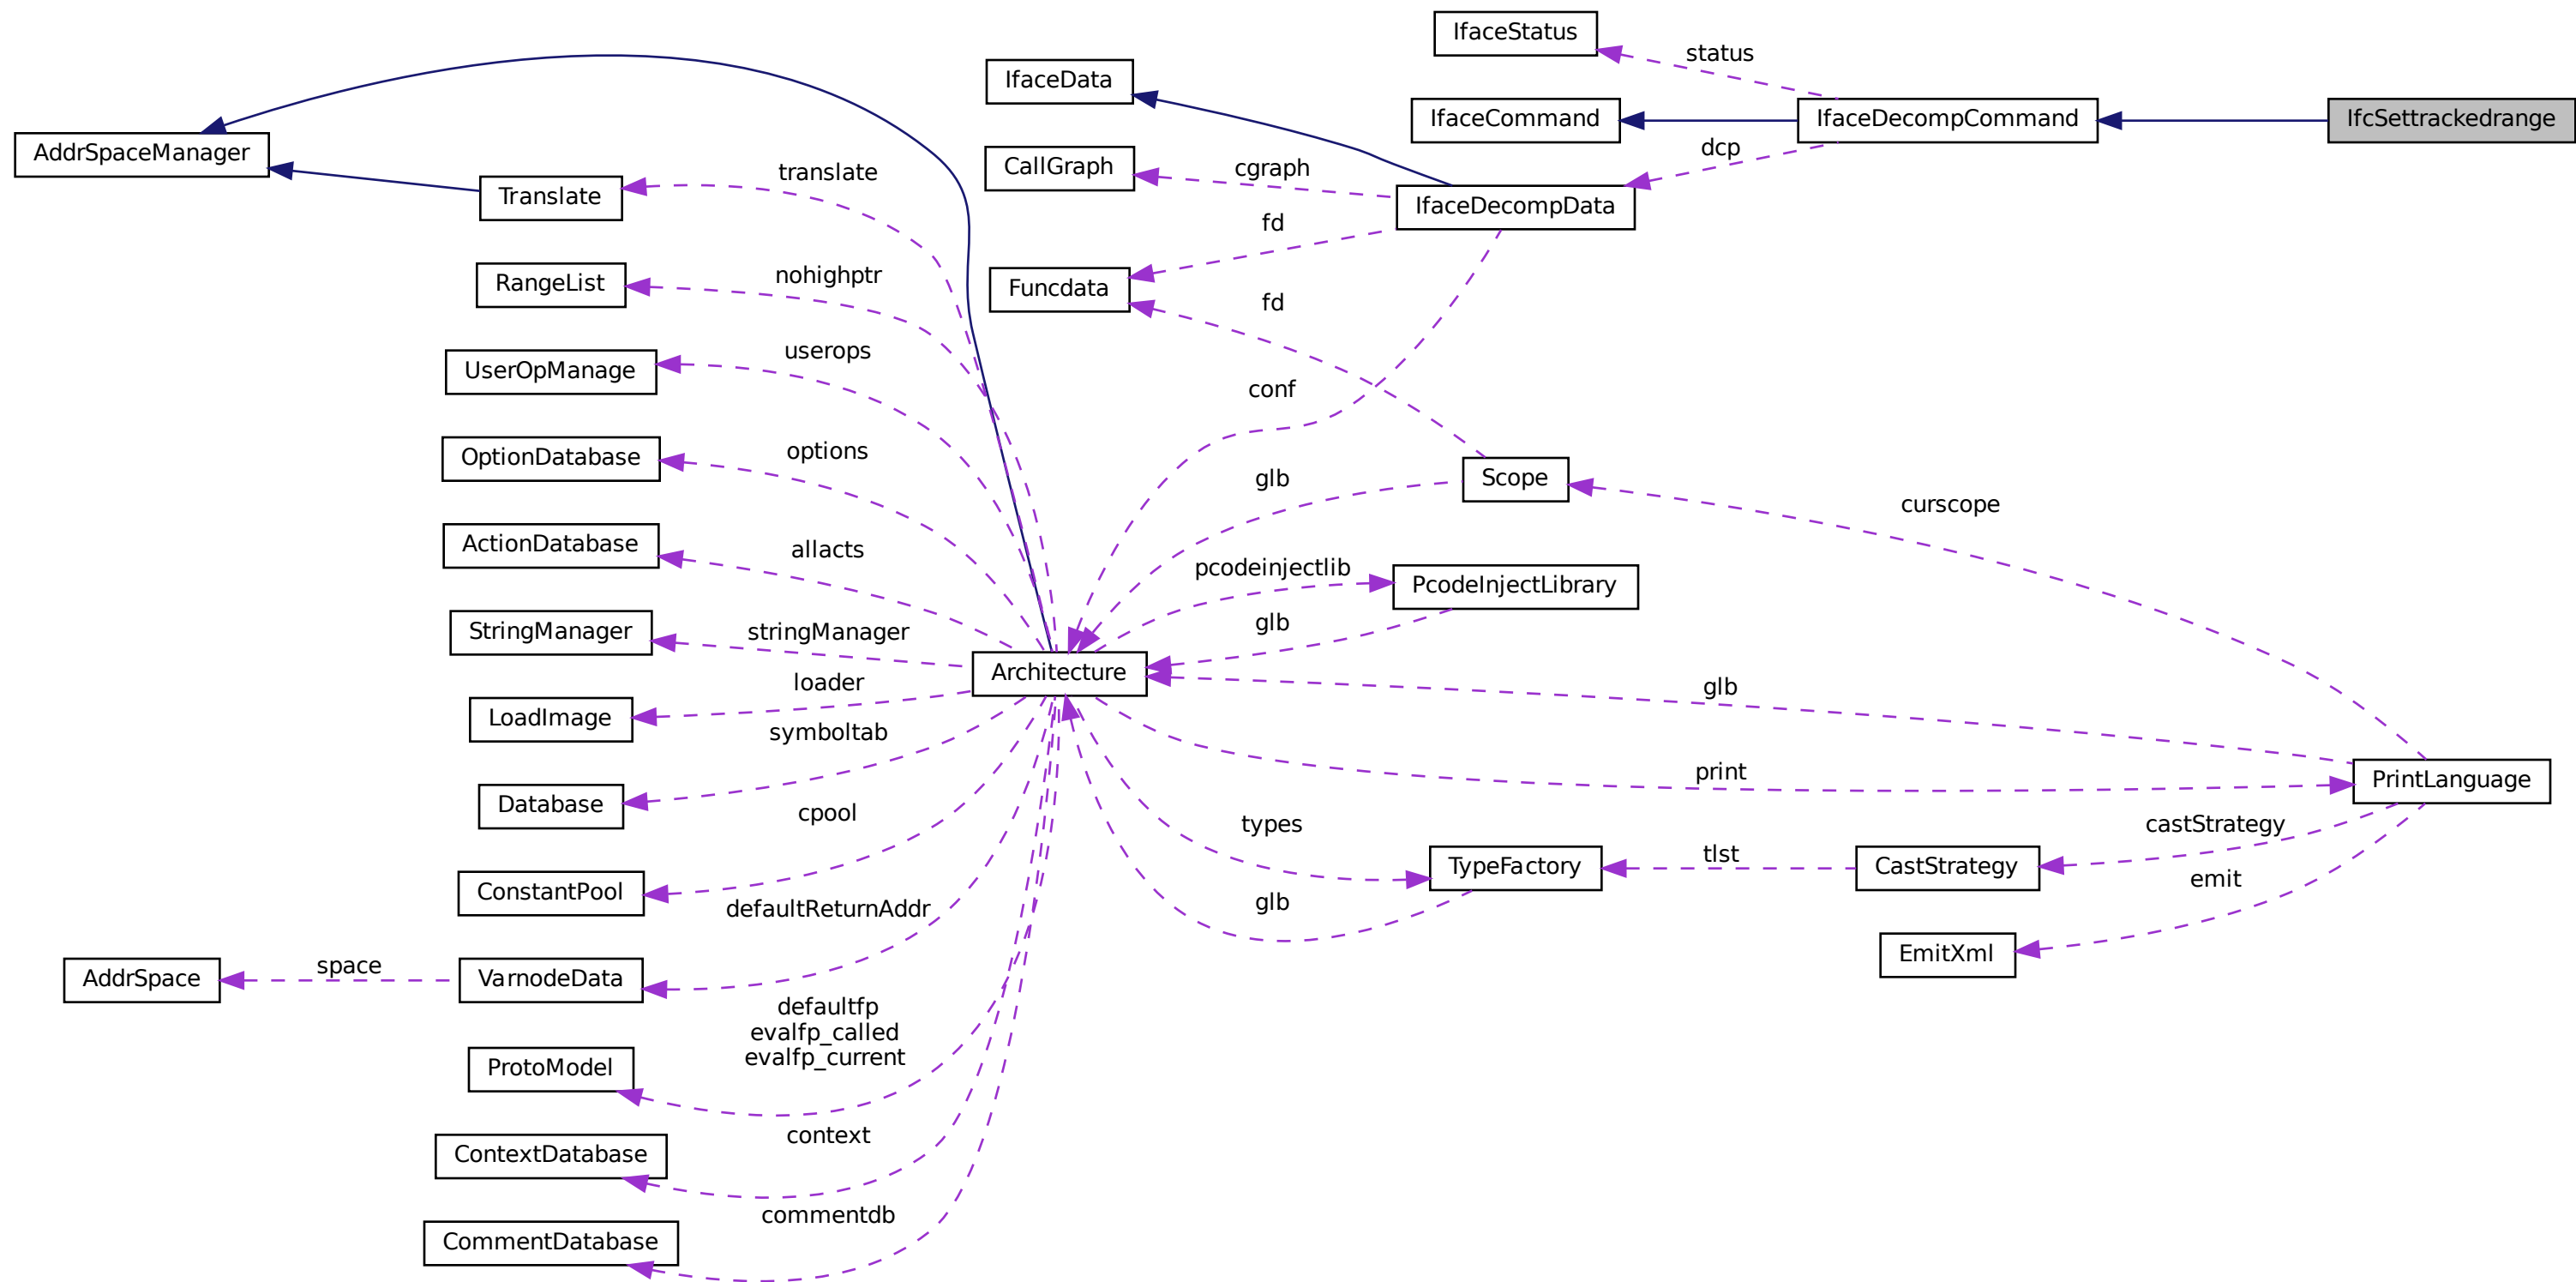 IfaceStatus
status
IfaceData
IfaceCommand
IfaceDecompCommand
IfcSettrackedrange
AddrSpaceManager
dcp
CallGraph
cgraph
translate
Translate
IfaceDecompData
fd
RangeList
nohighptr
Funcdata
fd
userops
UserOpManage
conf
options
OptionDatabase
glb
Scope
curscope
ActionDatabase
allacts
pcodeinjectlib
PcodeInjectLibrary
glb
StringManager
stringManager
Architecture
loader
glb
LoadImage
symboltab
print
PrintLanguage
Database
cpool
types
castStrategy
tlst
TypeFactory
CastStrategy
emit
ConstantPool
defaultReturnAddr
glb
EmitXml
space
AddrSpace
VarnodeData
defaultfp
evalfp_called
evalfp_current
ProtoModel
context
ContextDatabase
commentdb
CommentDatabase